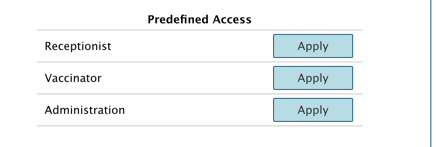 Predefined Access
Receptionist Apply
Vaccinator Apply
Administration Apply